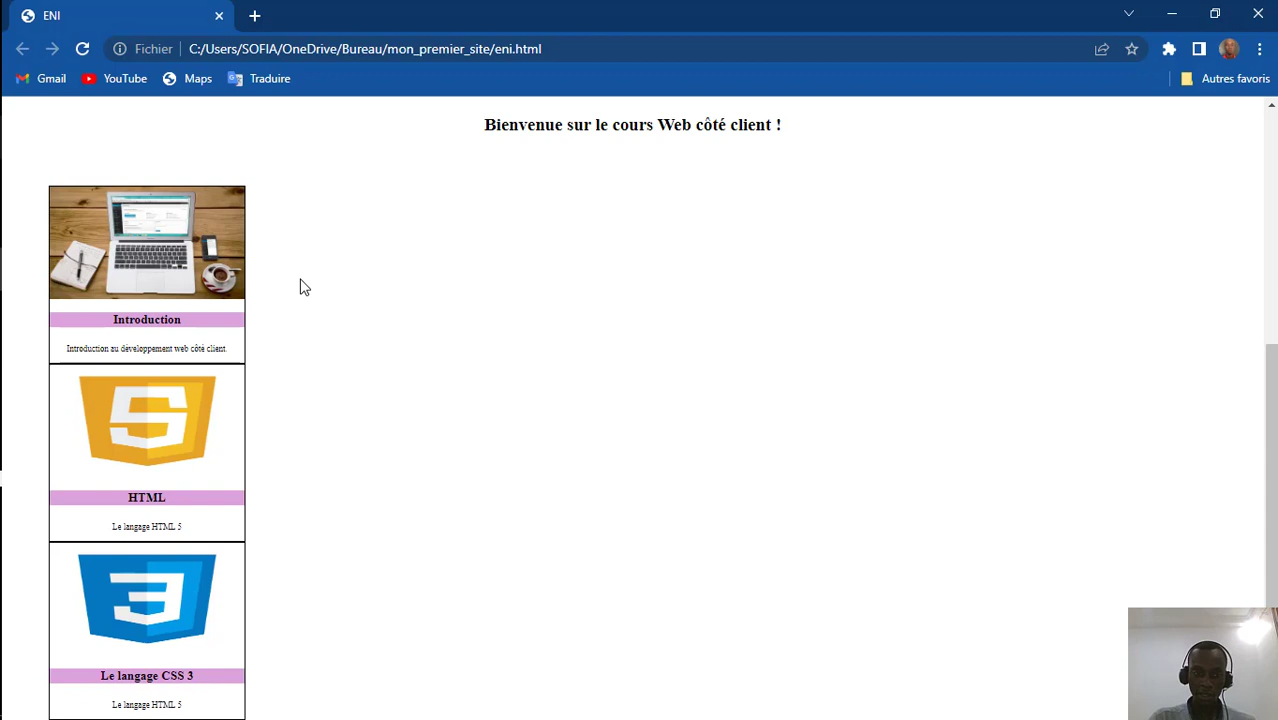 ENI
Fichier C:/Users/SOFIA/OneDrive/Bureau/mon_premier_site/eni.html
Gmail YouTube Maps Traduire Autres favoris
Bienvenue sur le cours Web côté client !
Introduction
Introduction au développement web côté client.
5
HTML
Le langage HTML 5
3
Le langage CSS 3
Le langage HTML 5